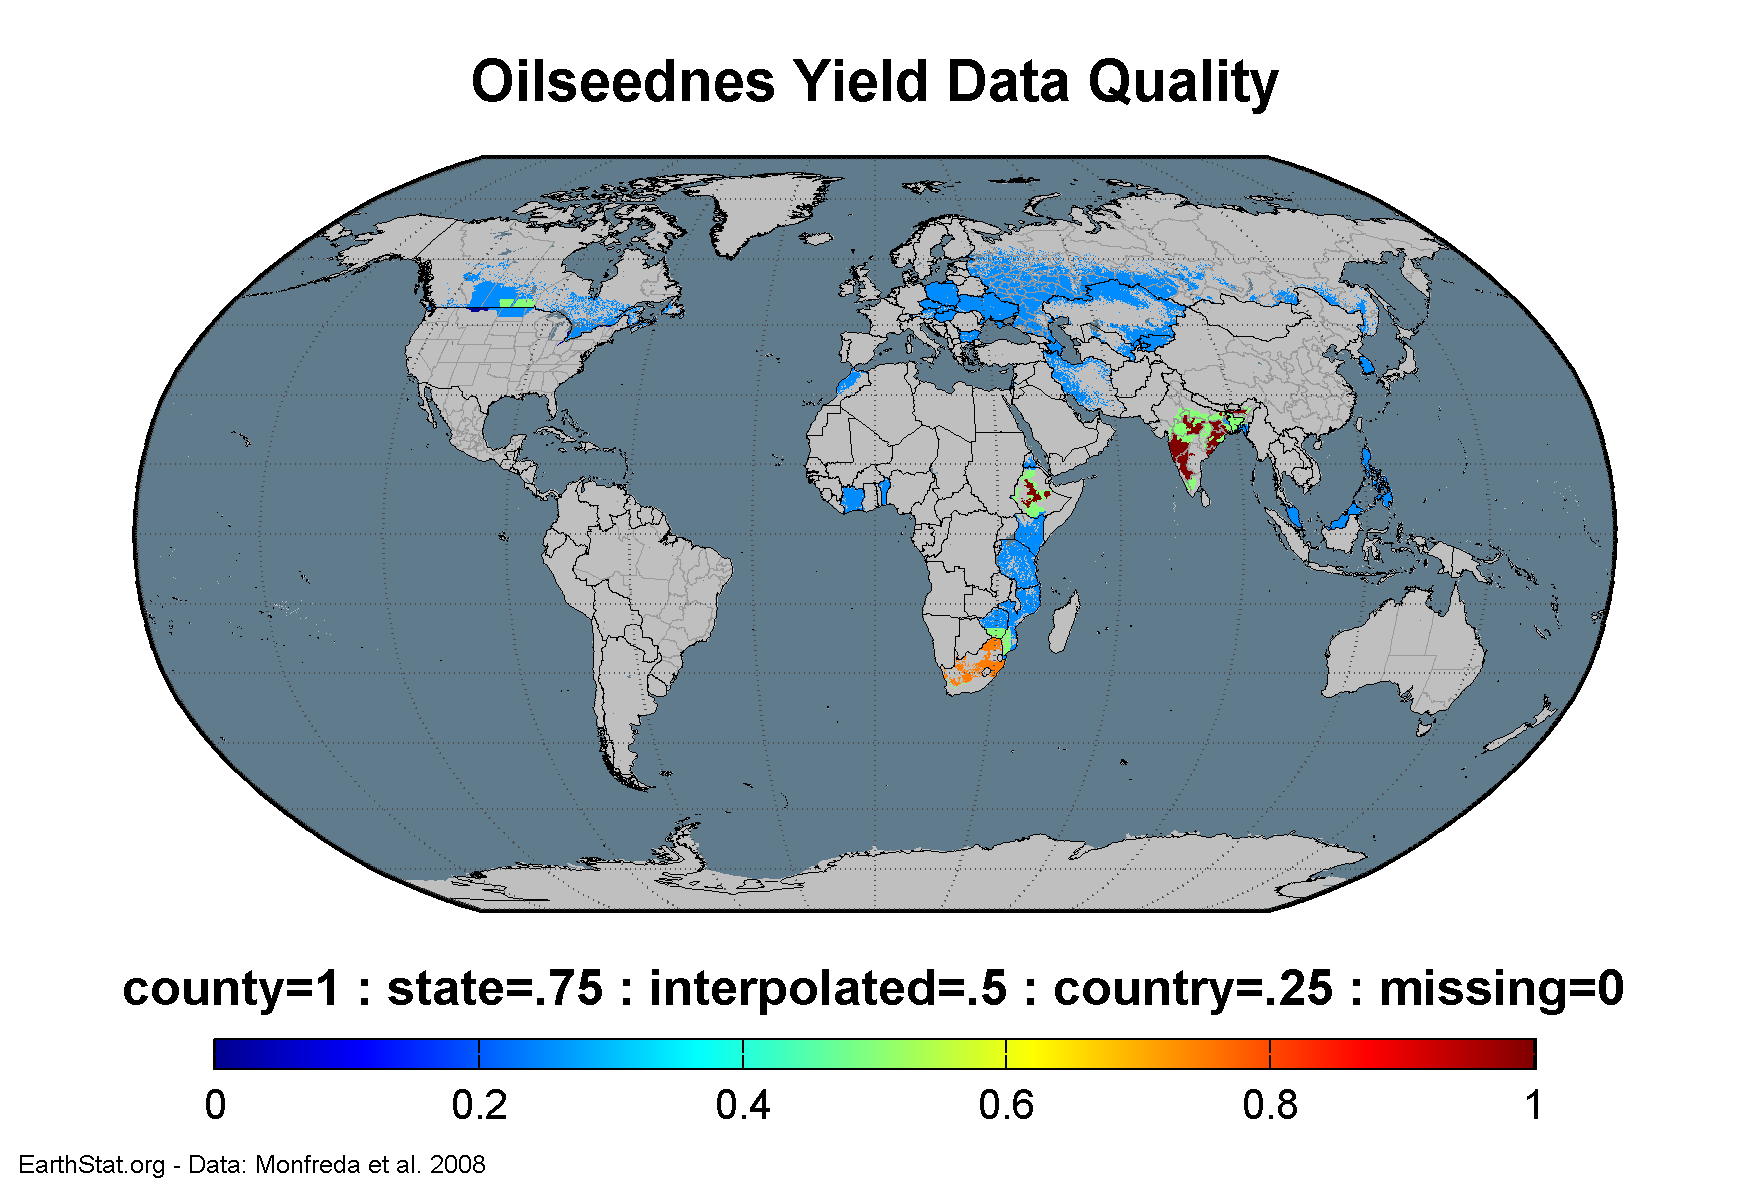 Oilseednes Yield Data Quality
county=1 : state=.75 : interpolated=.5 : country=.25 : missing=0
0 0.2 0.4 0.6 0.8 1
EarthStat.org - Data: Monfreda et al. 2008